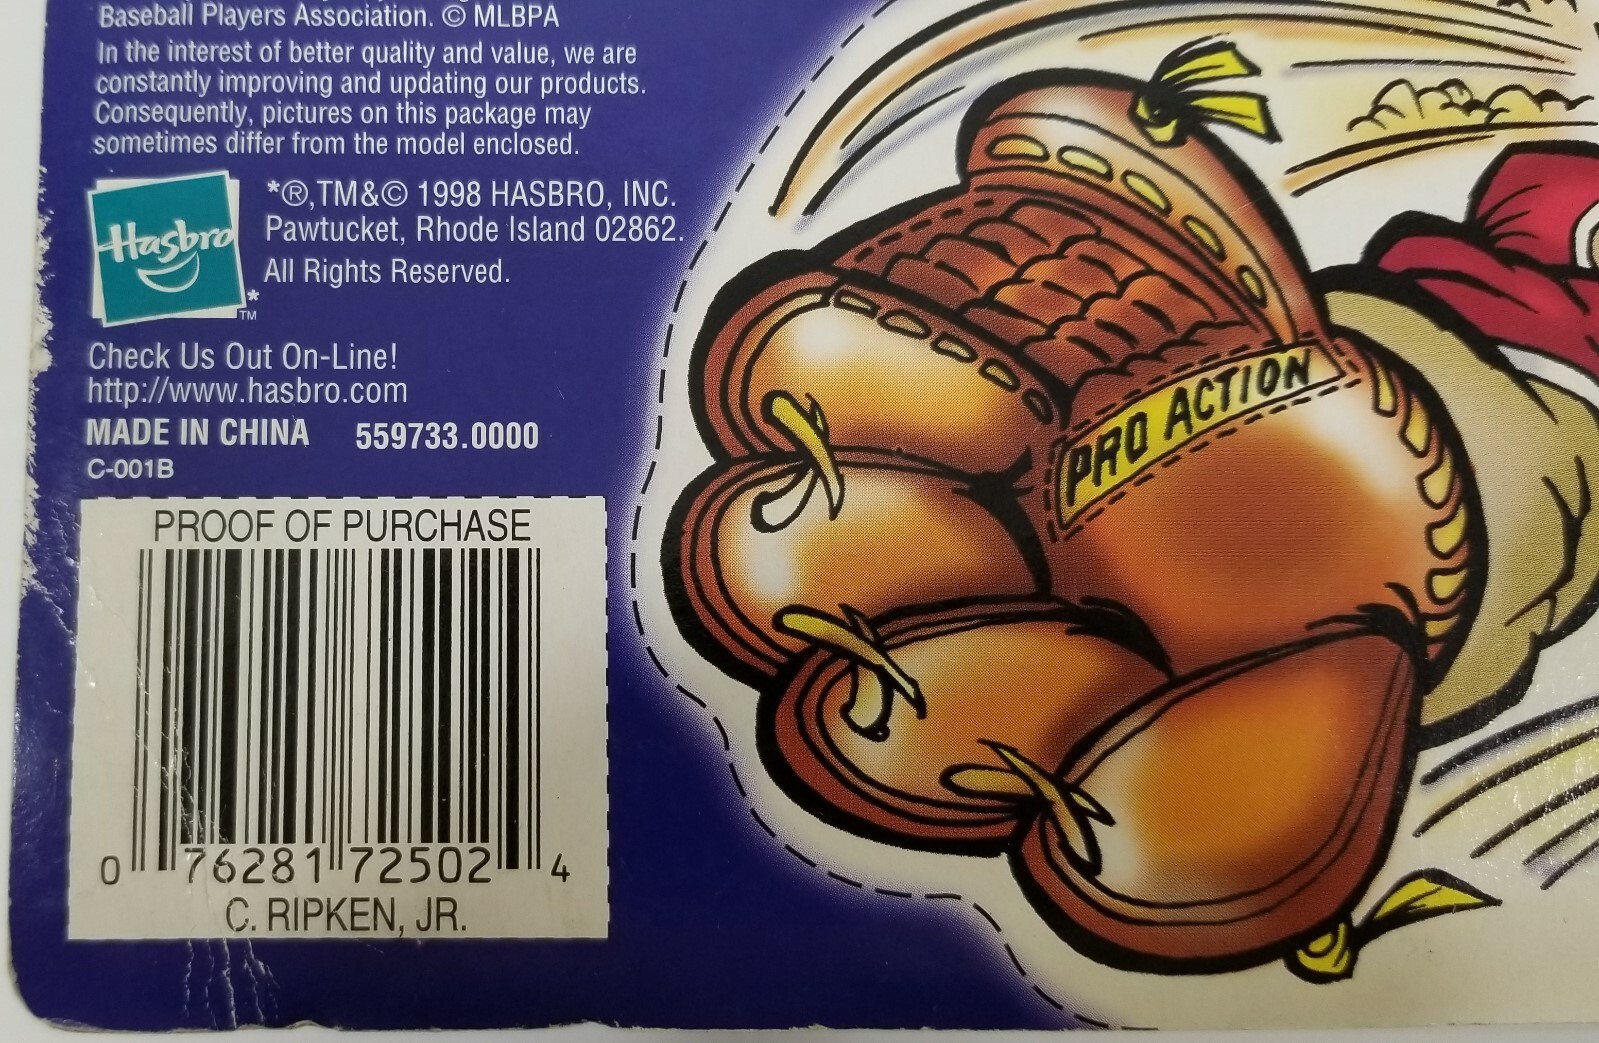 Baseball Players Association. © MLBPA
In the interest of better quality and value, we are
constantly improving and updating our products.
Consequently, pictures on this package may
sometimes differ from the model enclosed.
Hasbro
*
TM
*®,TM&© 1998 HASBRO, INC.
Pawtucket, Rhode Island 02862.
All Rights Reserved.
Check Us Out On-Line!
http://www.hasbro.com
MADE IN CHINA 559733.0000
C-001B
PROOF OF PURCHASE
0 76281 72502 4
C. RIPKEN, JR.
PRO ACTION